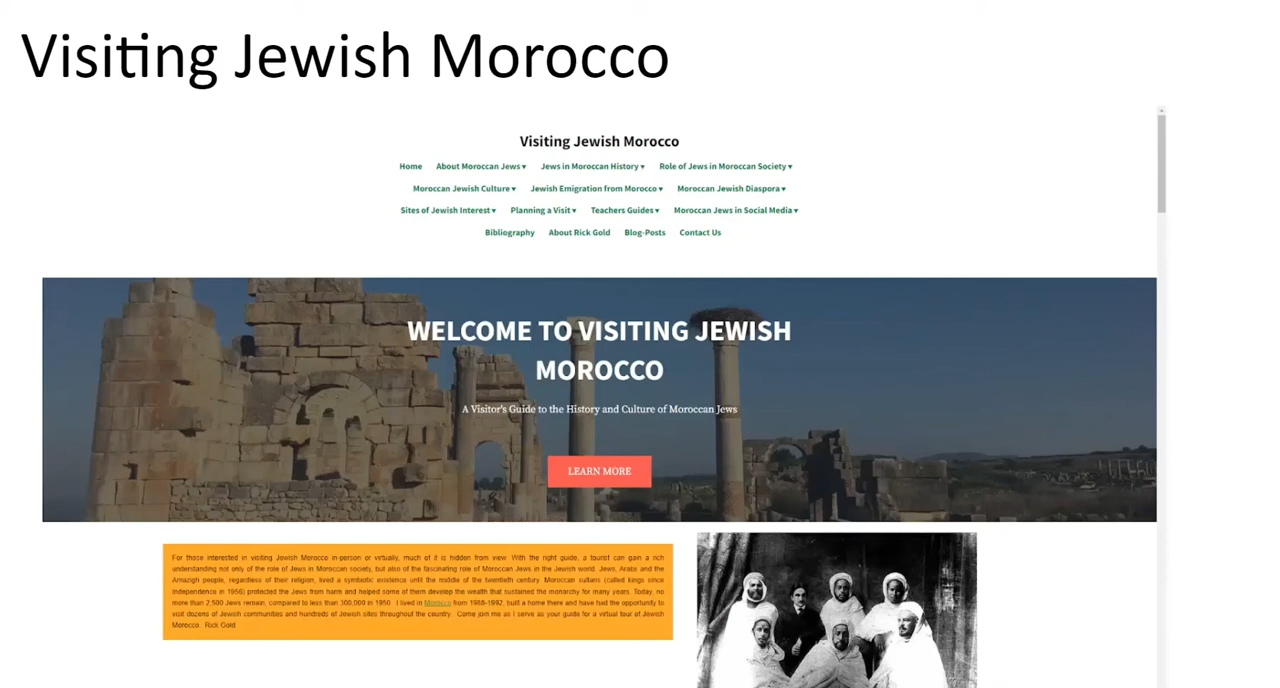 Visiting Jewish Morocco
Visiting Jewish Morocco
Home About Moroccan Jews ▾ Jews in Moroccan History ▾ Role of Jews in Moroccan Society ▾
Moroccan Jewish Culture ▾ Jewish Emigration from Morocco ▾ Moroccan Jewish Diaspora ▾
Sites of Jewish Interest ▾ Planning a Visit ▾ Teachers Guides ▾ Moroccan Jews in Social Media ▾
Bibliography About Rick Gold Blog-Posts Contact Us
WELCOME TO VISITING JEWISH
MOROCCO
A Visitor's Guide to the History and Culture of Moroccan Jews
LEARN MORE
For those interested in visiting Jewish Morocco in-person or virtually, much of it is hidden from view. With the right guide, a tourist can gain a rich
understanding not only of the role of Jews in Moroccan society, but also of the fascinating role of Moroccan Jews in the Jewish world. Jews, Arabs and the
Amazigh people, regardless of their religion, lived a symbiotic existence until the middle of the twentieth century. Moroccan sultans (called kings since
independence in 1956) protected the Jews from harm and helped some of them develop the wealth that sustained the monarchy for many years. Today, no
more than 2,500 Jews remain, compared to less than 300,000 in 1950. I lived in Morocco from 1988-1992, built a home there and have had the opportunity to
visit dozens of Jewish communities and hundreds of Jewish sites throughout the country. Come join me as I serve as your guide for a virtual tour of Jewish
Morocco. Rick Gold